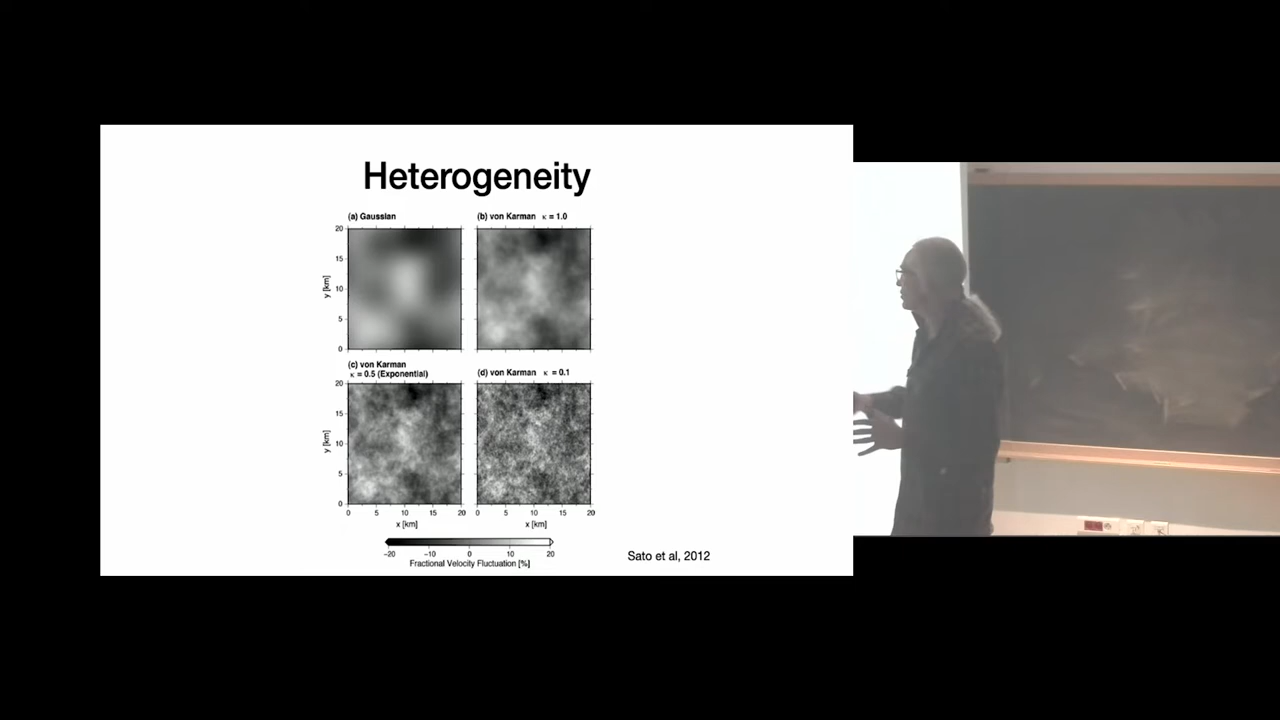 Heterogeneity
(a) Gaussian
(b) von Karman κ = 1.0
20
15
10
5
0
y [km]
(c) von Karman
κ = 0.5 (Exponential)
(d) von Karman κ = 0.1
20
15
10
5
0
y [km]
0 5 10 15 20
0 5 10 15 20
x [km]
x [km]
-20 -10 0 10 20
Fractional Velocity Fluctuation [%]
Sato et al, 2012